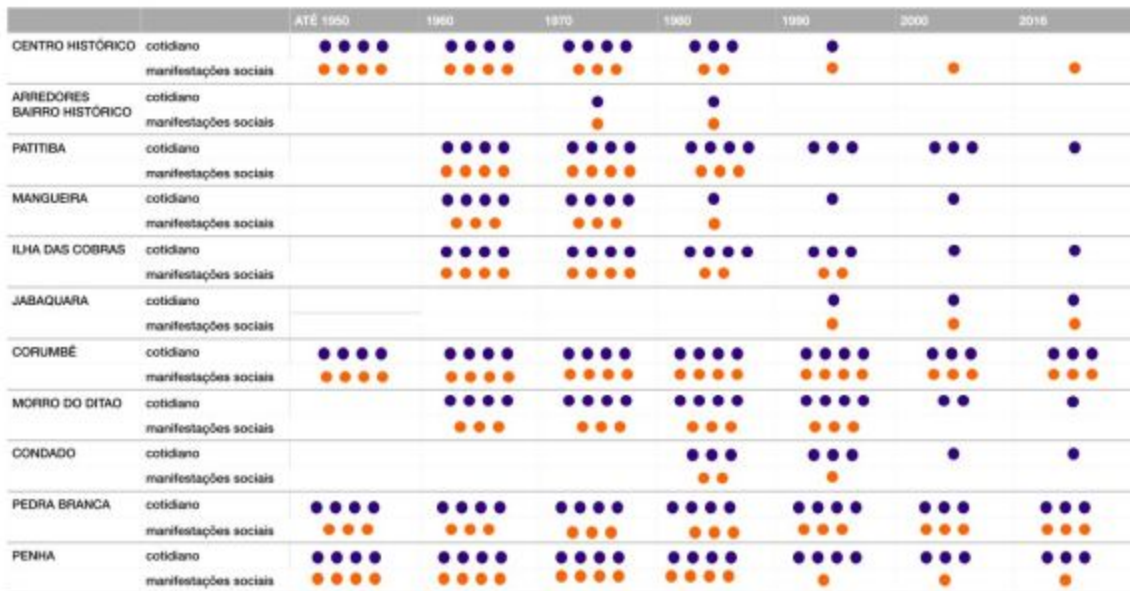 ATÉ 1950 1960 1970 1980 1990 2000 2016
CENTRO HISTÓRICO cotidiano
manifestações sociais
ARREDORES cotidiano
BAIRRO HISTÓRICO
manifestações sociais
PATITIBA cotidiano
manifestações sociais
MANGUEIRA cotidiano
manifestações sociais
ILHA DAS COBRAS cotidiano
manifestações sociais
JABAQUARA cotidiano
manifestações sociais
CORUMBÊ cotidiano
manifestações sociais
MORRO DO DITAO cotidiano
manifestações sociais
CONDADO cotidiano
manifestações sociais
PEDRA BRANCA cotidiano
manifestações sociais
PENHA cotidiano
manifestações sociais